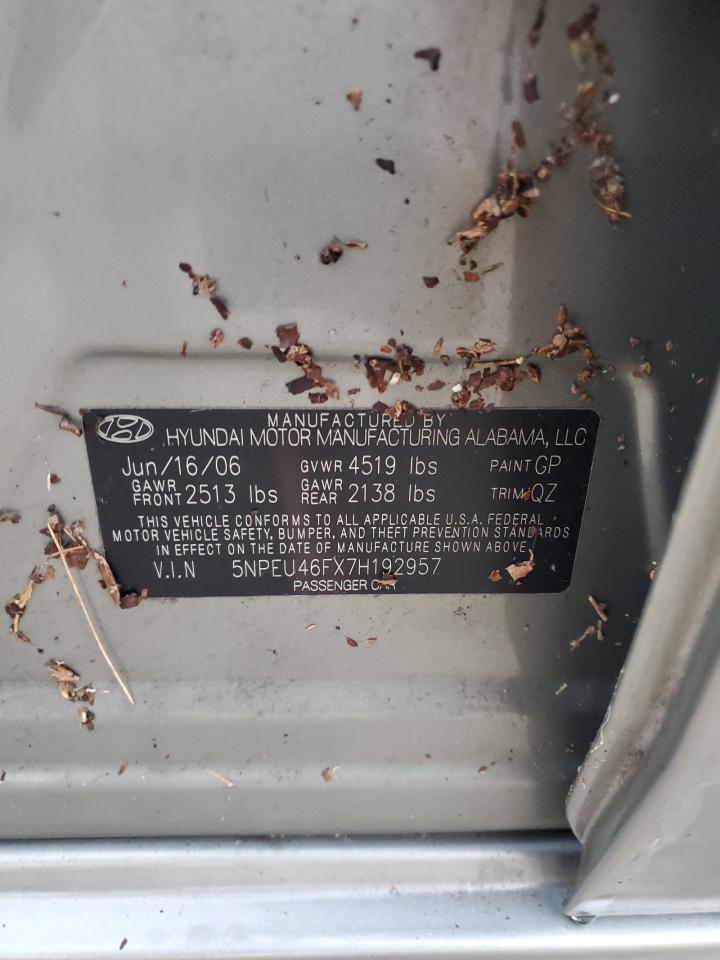 MANUFACTURED BY
HYUNDAI MOTOR MANUFACTURING ALABAMA, LLC
Jun/16/06 GVWR 4519 lbs PAINT GP
GAWR FRONT 2513 lbs GAWR REAR 2138 lbs TRIM QZ
THIS VEHICLE CONFORMS TO ALL APPLICABLE U.S.A. FEDERAL
MOTOR VEHICLE SAFETY, BUMPER, AND THEFT PREVENTION STANDARDS
IN EFFECT ON THE DATE OF MANUFACTURE SHOWN ABOVE
V.I.N 5NPEU46FX7H192957
PASSENGER CAR